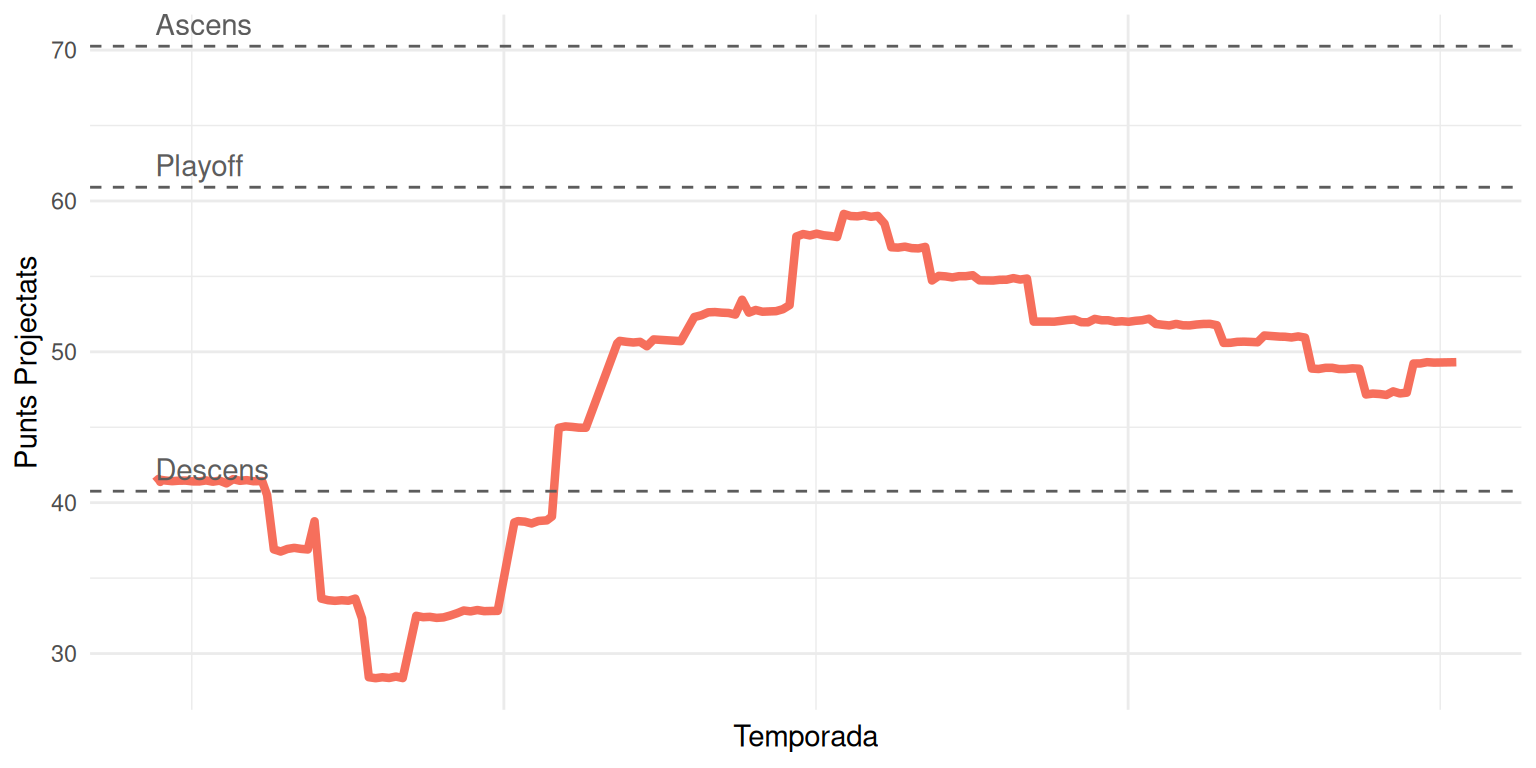 Ascens
70
Playoff
60
50
Descens
40
30
Punts Projectats
Temporada